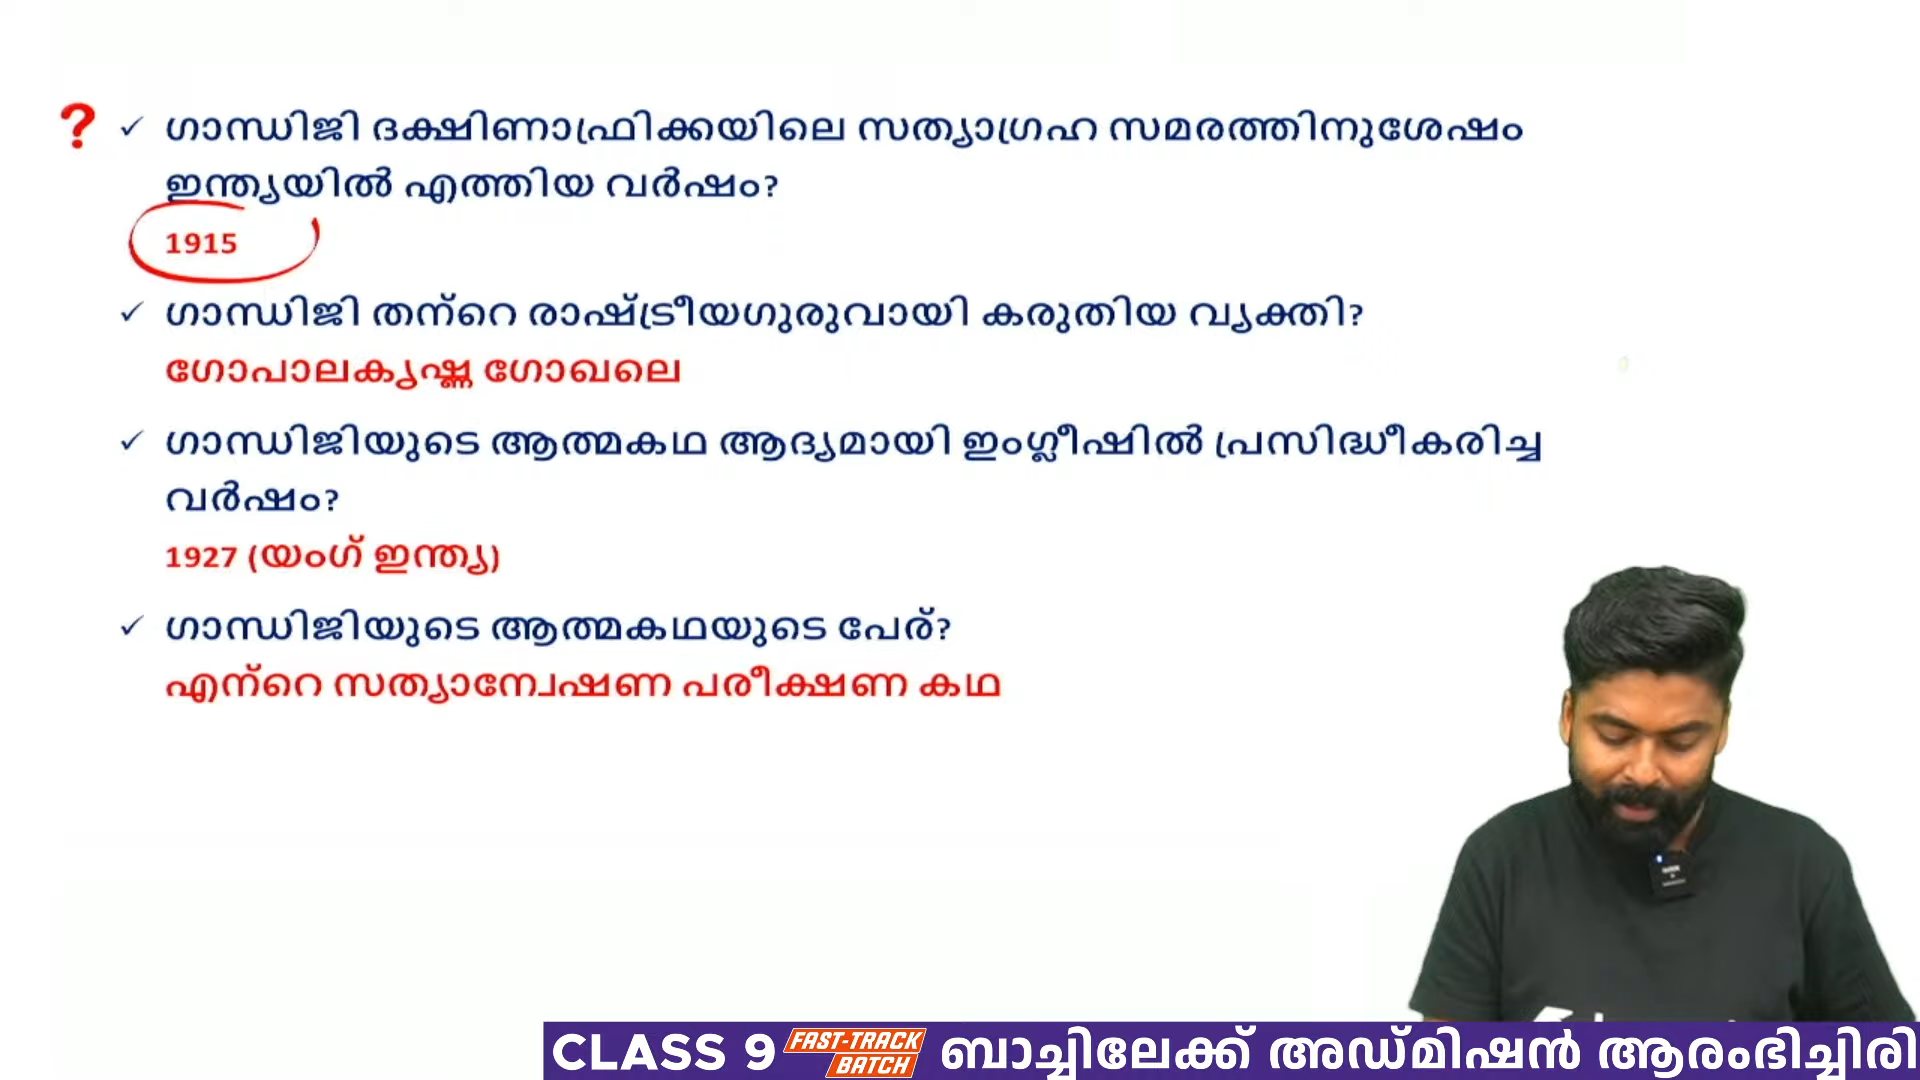 ? ✓ ഗാന്ധിജി ദക്ഷിണാഫ്രിക്കയിലെ സത്യാഗ്രഹ സമരത്തിനുശേഷം
ഇന്ത്യയിൽ എത്തിയ വർഷം?
1915
✓ ഗാന്ധിജി തന്റെ രാഷ്ട്രീയഗുരുവായി കരുതിയ വ്യക്തി?
ഗോപാലകൃഷ്ണ ഗോഖലെ
✓ ഗാന്ധിജിയുടെ ആത്മകഥ ആദ്യമായി ഇംഗ്ലീഷിൽ പ്രസിദ്ധീകരിച്ച
വർഷം?
1927 (യംഗ് ഇന്ത്യ)
✓ ഗാന്ധിജിയുടെ ആത്മകഥയുടെ പേര്?
എന്റെ സത്യാന്വേഷണ പരീക്ഷണ കഥ
CLASS 9 FAST-TRACK BATCH ബാച്ചിലേക്ക് അഡ്മിഷൻ ആരംഭിച്ചിരി